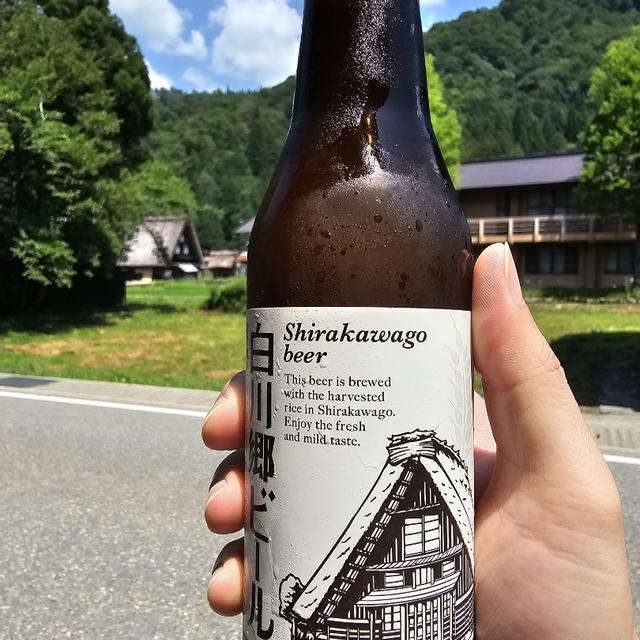 白川郷ビール
Shirakawago
beer
This beer is brewed
with the harvested
rice in Shirakawago.
Enjoy the fresh
and mild taste.